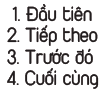 1. Đầu tiên
2. Tiếp theo
3. Trước đó
4. Cuối cùng